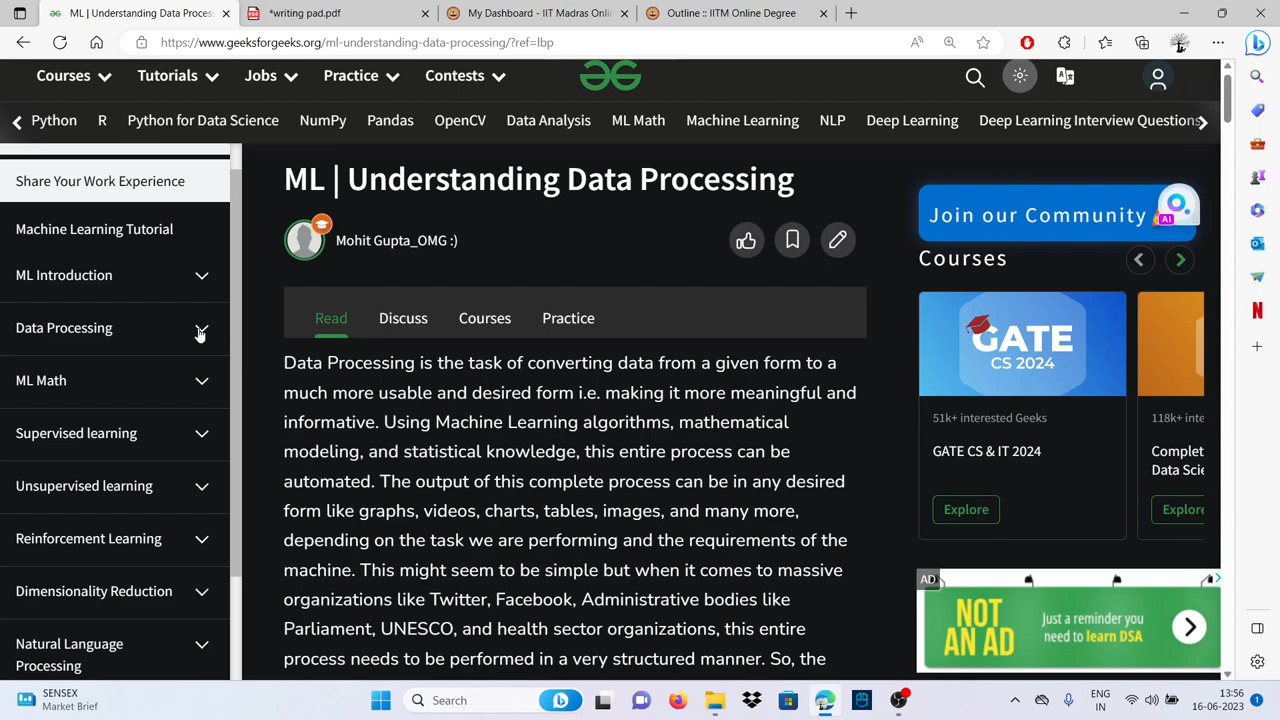 ML | Understanding Data Process
*writing pad.pdf
My Dashboard - IIT Madras Onlin
Outline :: IITM Online Degree
https://www.geeksforgeeks.org/ml-understanding-data-processing/?ref=lbp
Courses Tutorials Jobs Practice Contests
Python R Python for Data Science NumPy Pandas OpenCV Data Analysis ML Math Machine Learning NLP Deep Learning Deep Learning Interview Questions
Share Your Work Experience
Machine Learning Tutorial
ML Introduction
Data Processing
ML Math
Supervised learning
Unsupervised learning
Reinforcement Learning
Dimensionality Reduction
Natural Language
Processing
ML | Understanding Data Processing
Mohit Gupta_OMG :)
Read Discuss Courses Practice
Data Processing is the task of converting data from a given form to a
much more usable and desired form i.e. making it more meaningful and
informative. Using Machine Learning algorithms, mathematical
modeling, and statistical knowledge, this entire process can be
automated. The output of this complete process can be in any desired
form like graphs, videos, charts, tables, images, and many more,
depending on the task we are performing and the requirements of the
machine. This might seem to be simple but when it comes to massive
organizations like Twitter, Facebook, Administrative bodies like
Parliament, UNESCO, and health sector organizations, this entire
process needs to be performed in a very structured manner. So, the
Join our Community
AI
Courses
GATE
CS 2024
51k+ interested Geeks
GATE CS & IT 2024
Explore
118k+ inte
Complet
Data Scie
Explore
AD
NOT
AN AD
Just a reminder you
need to learn DSA
SENSEX
Market Brief
Search
ENG
IN
13:56
16-06-2023
1